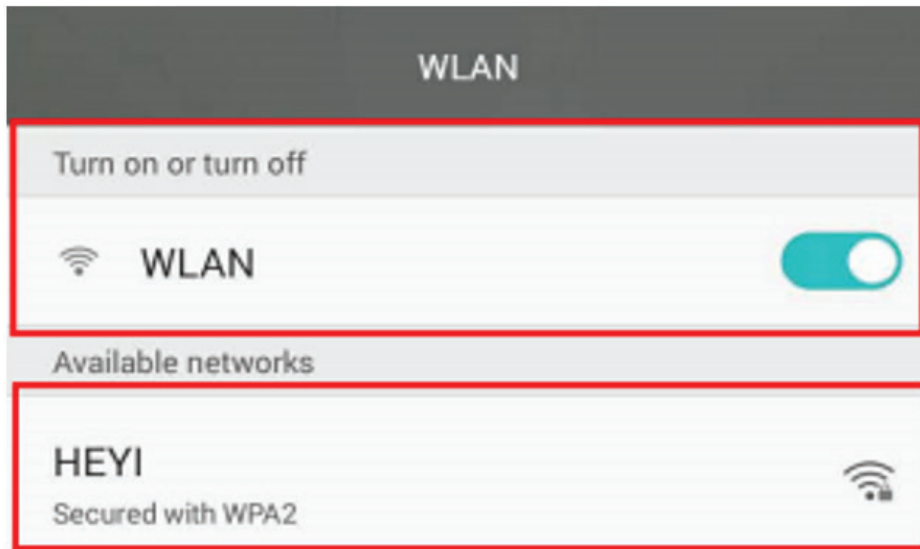 WLAN
Turn on or turn off
WLAN
Available networks
HEYI
Secured with WPA2